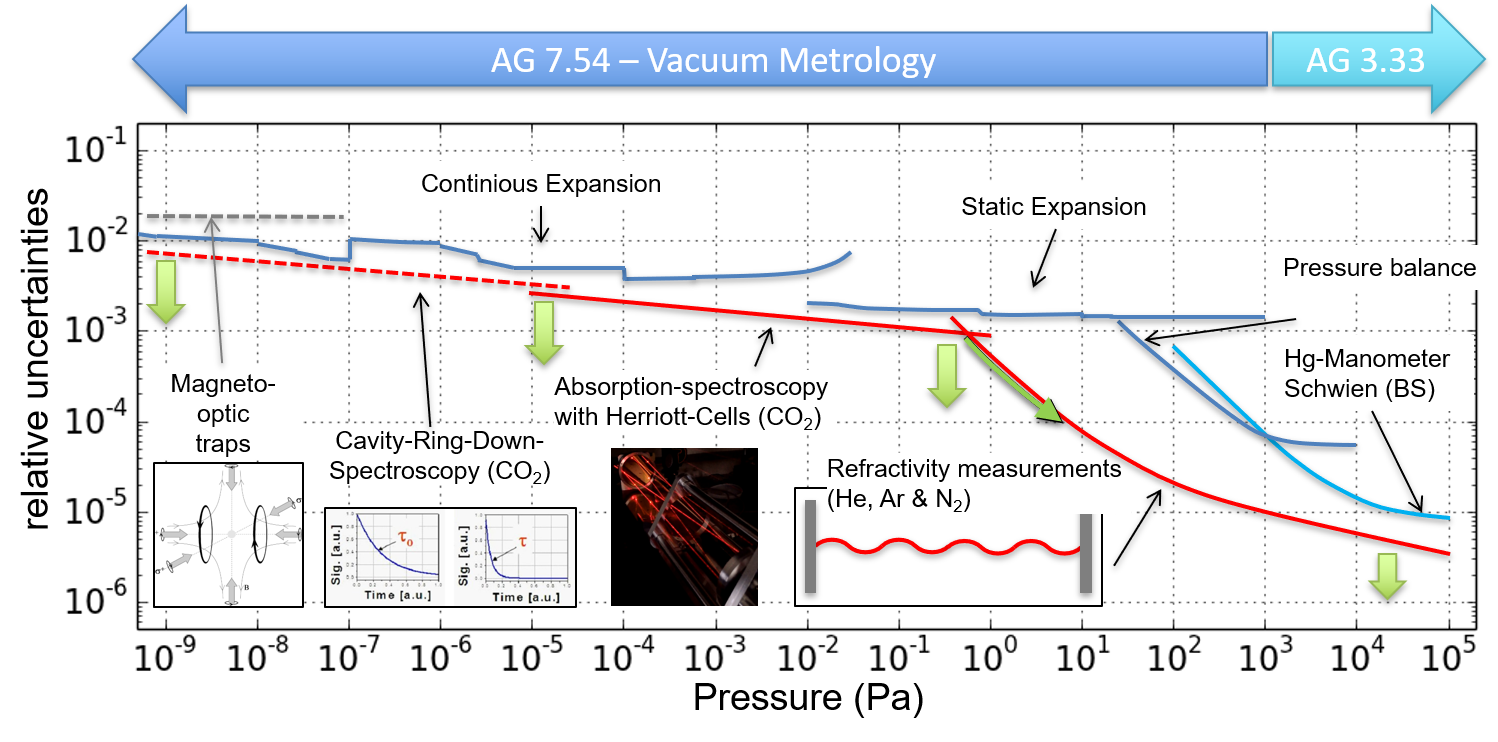 AG 7.54 – Vacuum Metrology
AG 3.33
relative uncertainties
10⁻¹
10⁻²
10⁻³
10⁻⁴
10⁻⁵
10⁻⁶
Continious Expansion
Static Expansion
Pressure balance
Hg-Manometer
Schwien (BS)
Magneto-
optic
traps
Cavity-Ring-Down-
Spectroscopy (CO₂)
Absorption-spectroscopy
with Herriott-Cells (CO₂)
Refractivity measurements
(He, Ar & N₂)
B
Sig. [a.u.]
τ₀
Time [a.u.]
Sig. [a.u.]
τ
Time [a.u.]
10⁻⁹ 10⁻⁸ 10⁻⁷ 10⁻⁶ 10⁻⁵ 10⁻⁴ 10⁻³ 10⁻² 10⁻¹ 10⁰ 10¹ 10² 10³ 10⁴ 10⁵
Pressure (Pa)